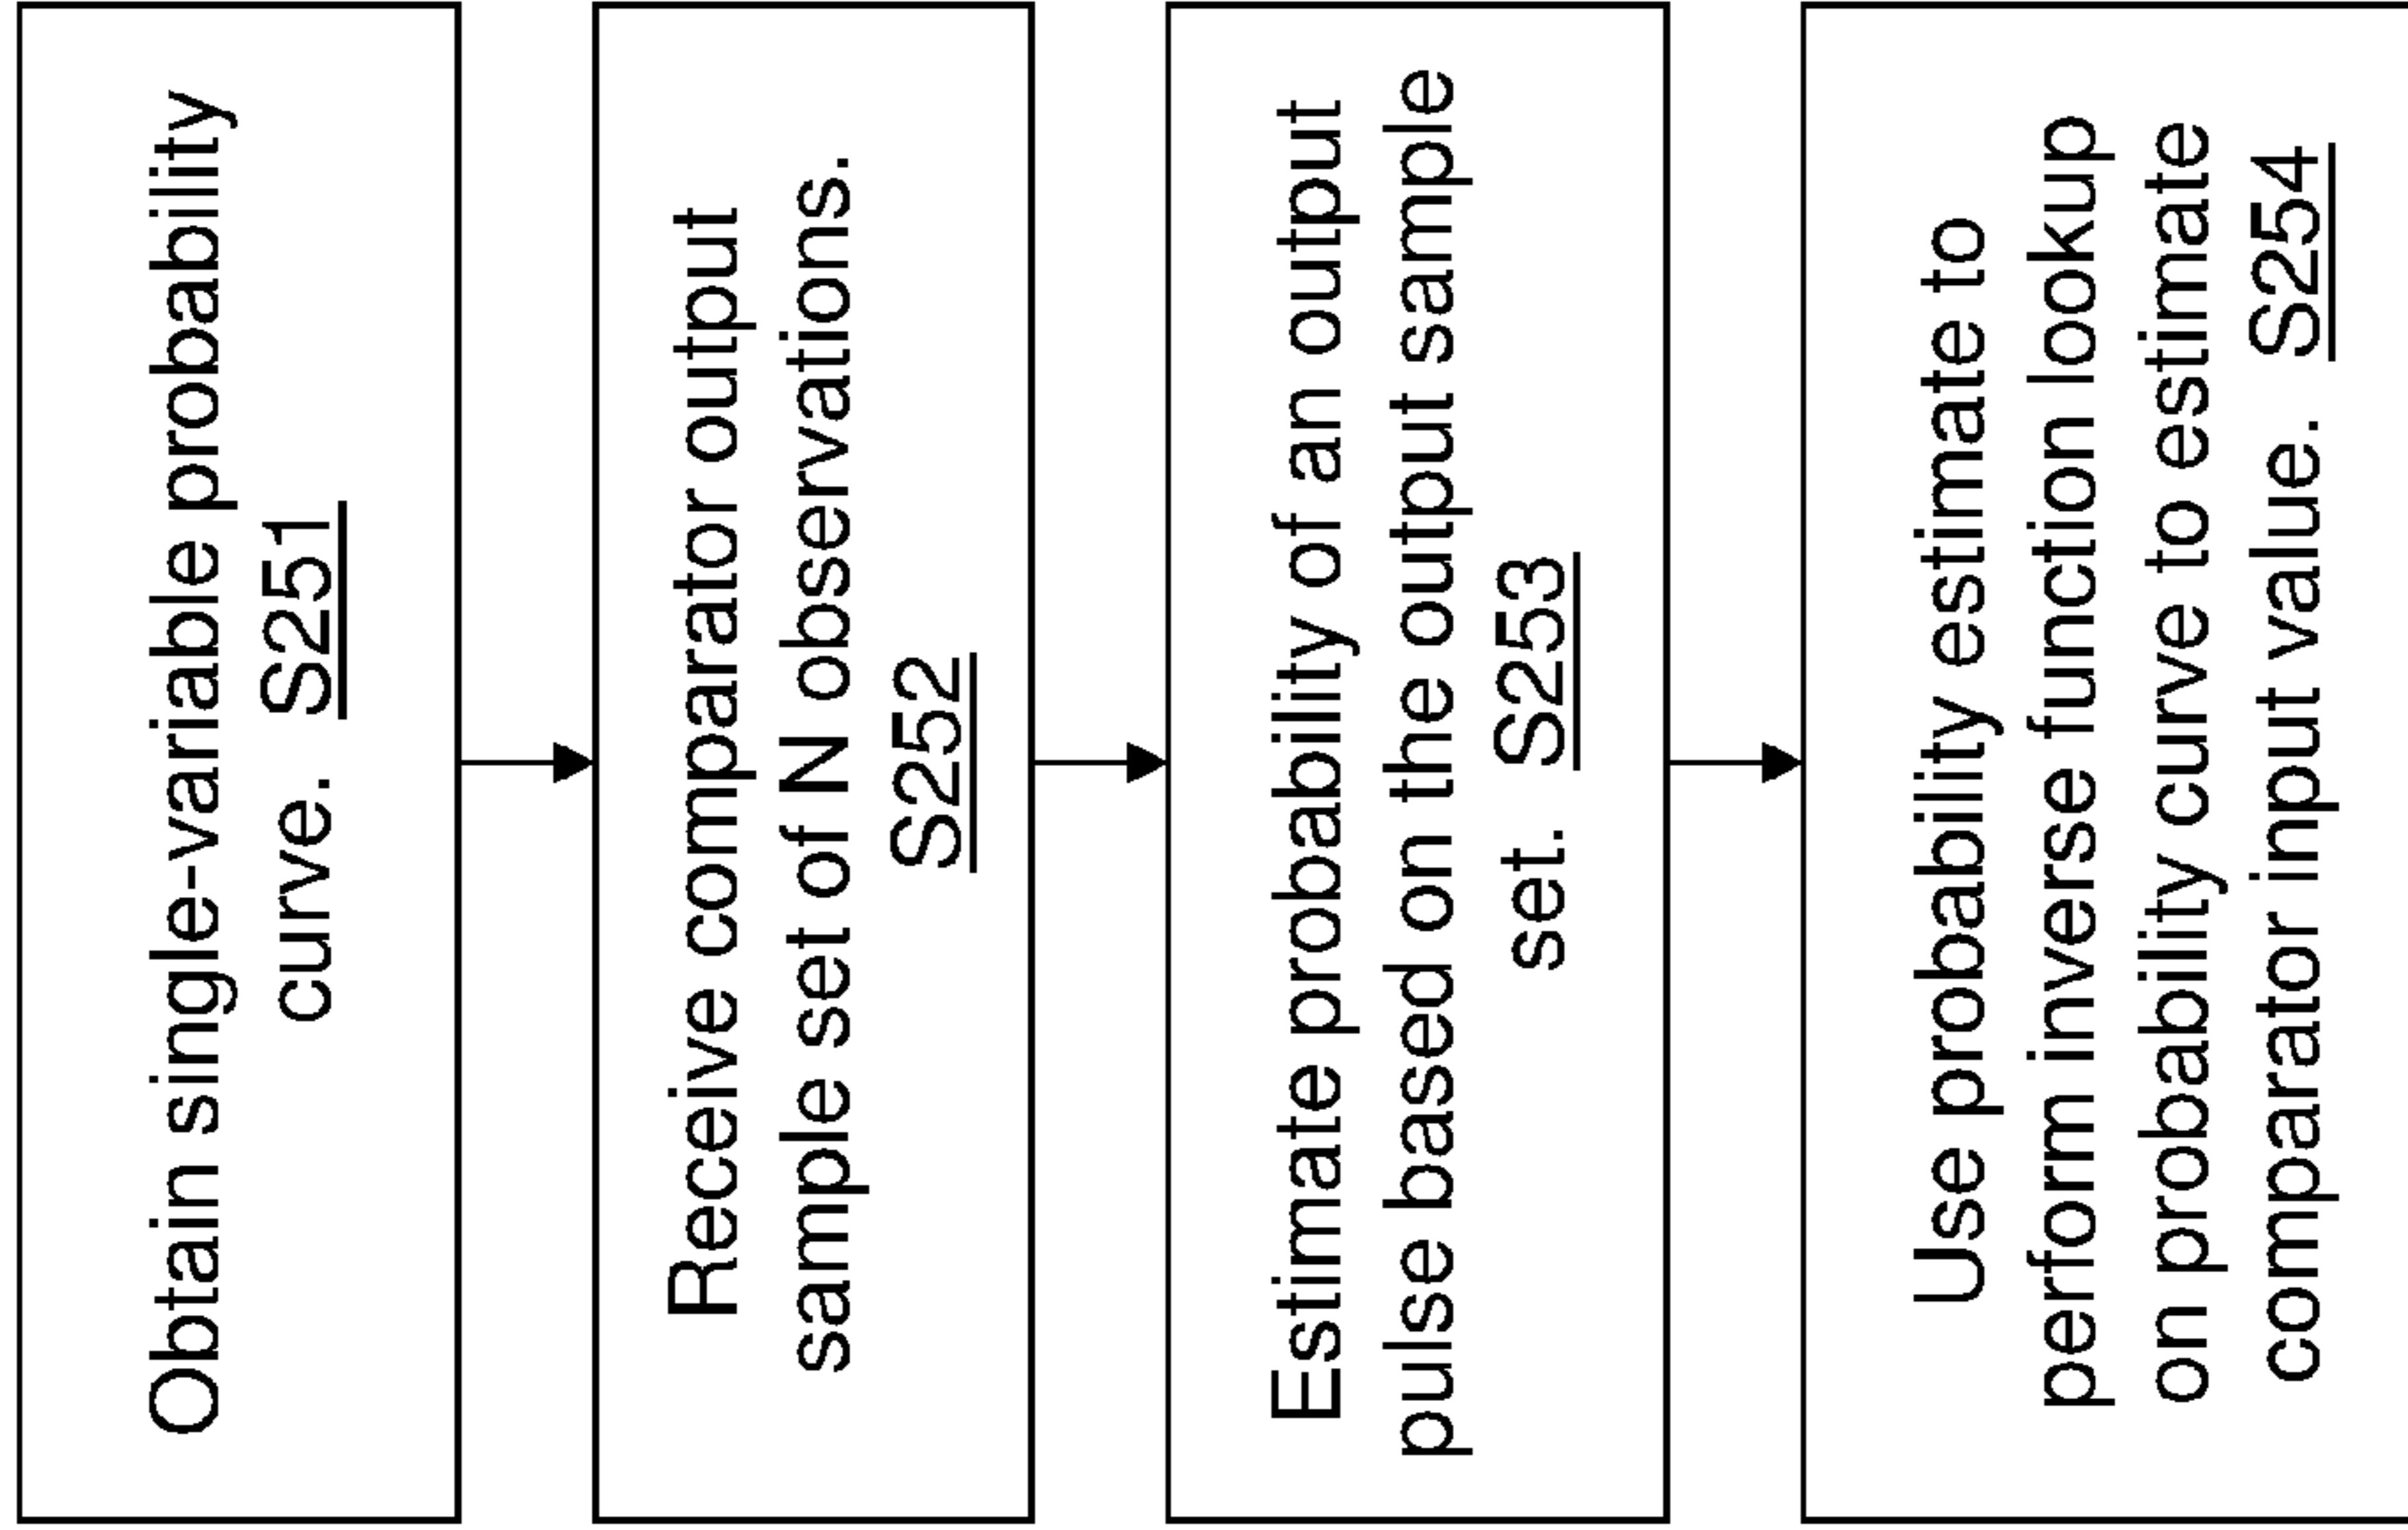 Obtain single-variable probability
curve. S251
Receive comparator output
sample set of N observations.
S252
Estimate probability of an output
pulse based on the output sample
set. S253
Use probability estimate to
perform inverse function lookup
on probability curve to estimate
comparator input value. S254